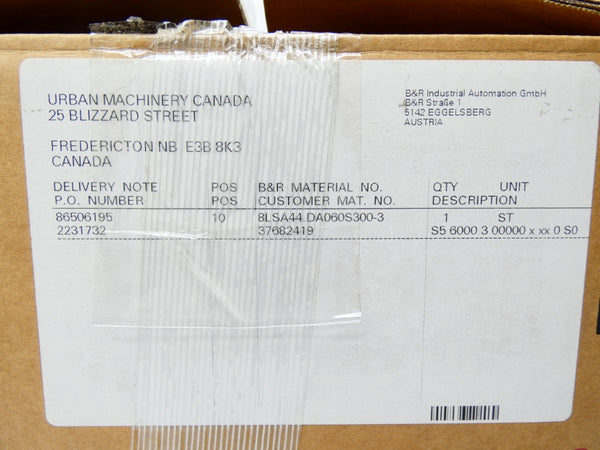 URBAN MACHINERY CANADA
25 BLIZZARD STREET
FREDERICTON NB E3B 8K3
CANADA
B&R Industrial Automation GmbH
B&R Straße 1
5142 EGGELSBERG
AUSTRIA
DELIVERY NOTE POS B&R MATERIAL NO. QTY UNIT
P.O. NUMBER POS CUSTOMER MAT. NO. DESCRIPTION
86506195 10 8LSA44.DA060S300-3 1 ST
2231732 37682419 S5 6000 3 00000 x xx 0 S0